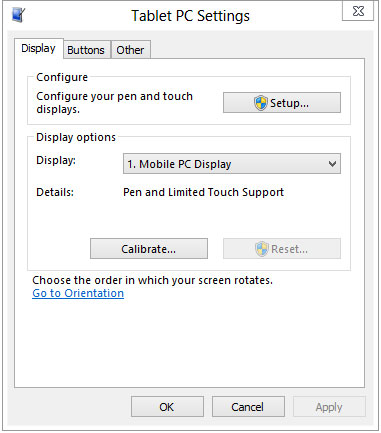 Tablet PC Settings
Display Buttons Other
Configure
Configure your pen and touch
displays.
Setup...
Display options
Display: 1. Mobile PC Display
Details: Pen and Limited Touch Support
Calibrate... Reset...
Choose the order in which your screen rotates.
Go to Orientation
OK Cancel Apply